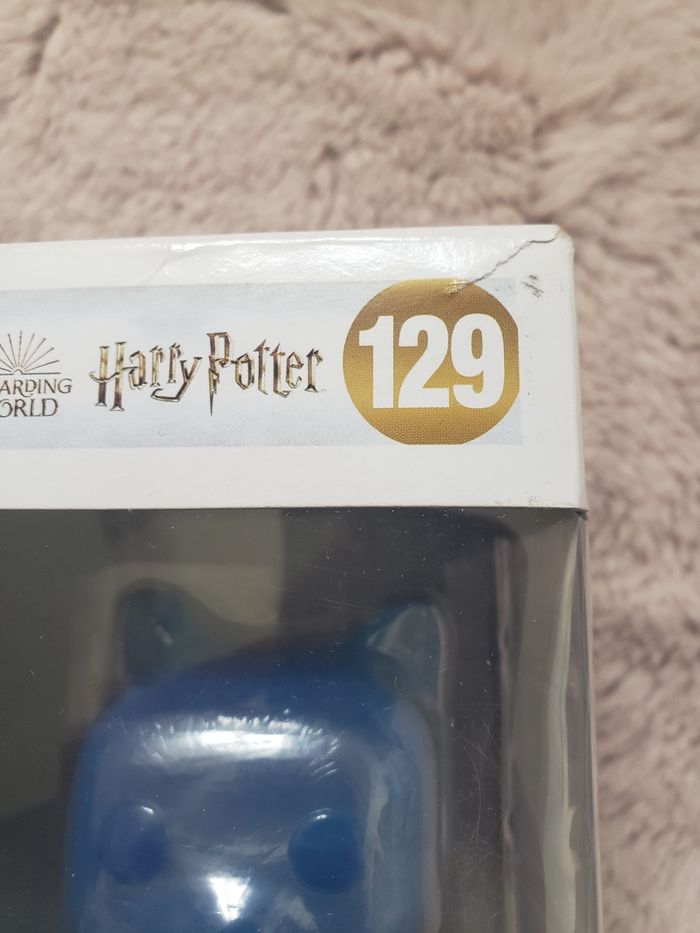 ARDING
ORLD
Harry Potter
129